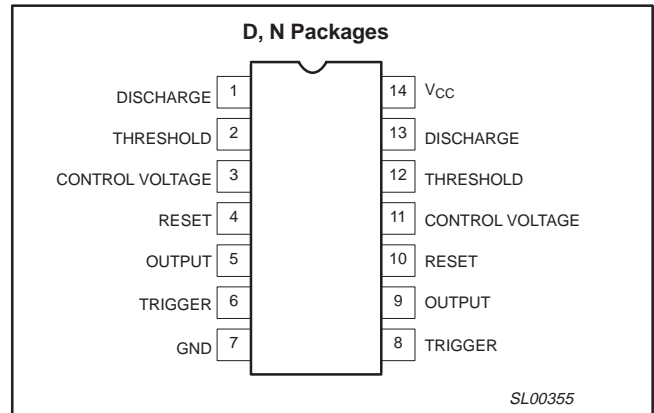 D, N Packages
DISCHARGE 1
14 VCC
THRESHOLD 2
13 DISCHARGE
CONTROL VOLTAGE 3
12 THRESHOLD
RESET 4
11 CONTROL VOLTAGE
OUTPUT 5
10 RESET
TRIGGER 6
9 OUTPUT
GND 7
8 TRIGGER
SL00355